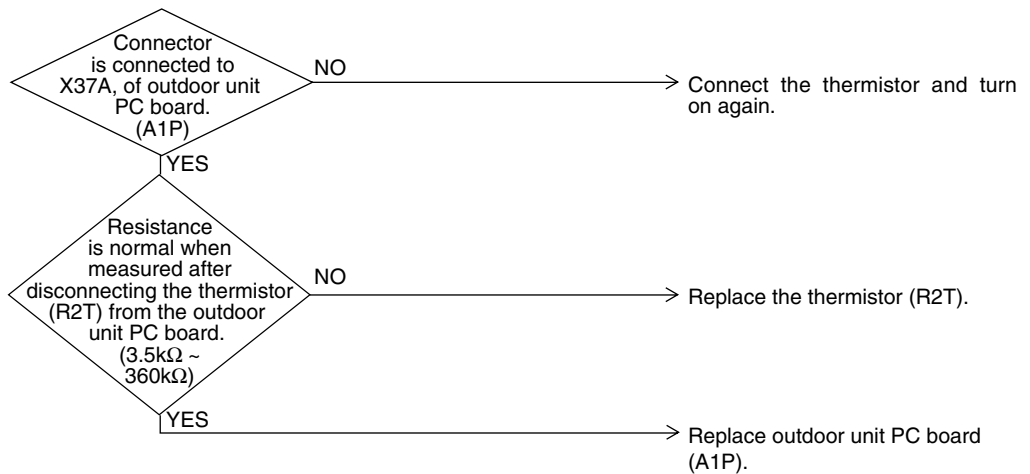 Connector
is connected to
X37A, of outdoor unit
PC board.
(A1P)
NO
Connect the thermistor and turn
on again.
YES
Resistance
is normal when
measured after
disconnecting the thermistor
(R2T) from the outdoor
unit PC board.
(3.5kΩ ~
360kΩ)
NO
Replace the thermistor (R2T).
YES
Replace outdoor unit PC board
(A1P).